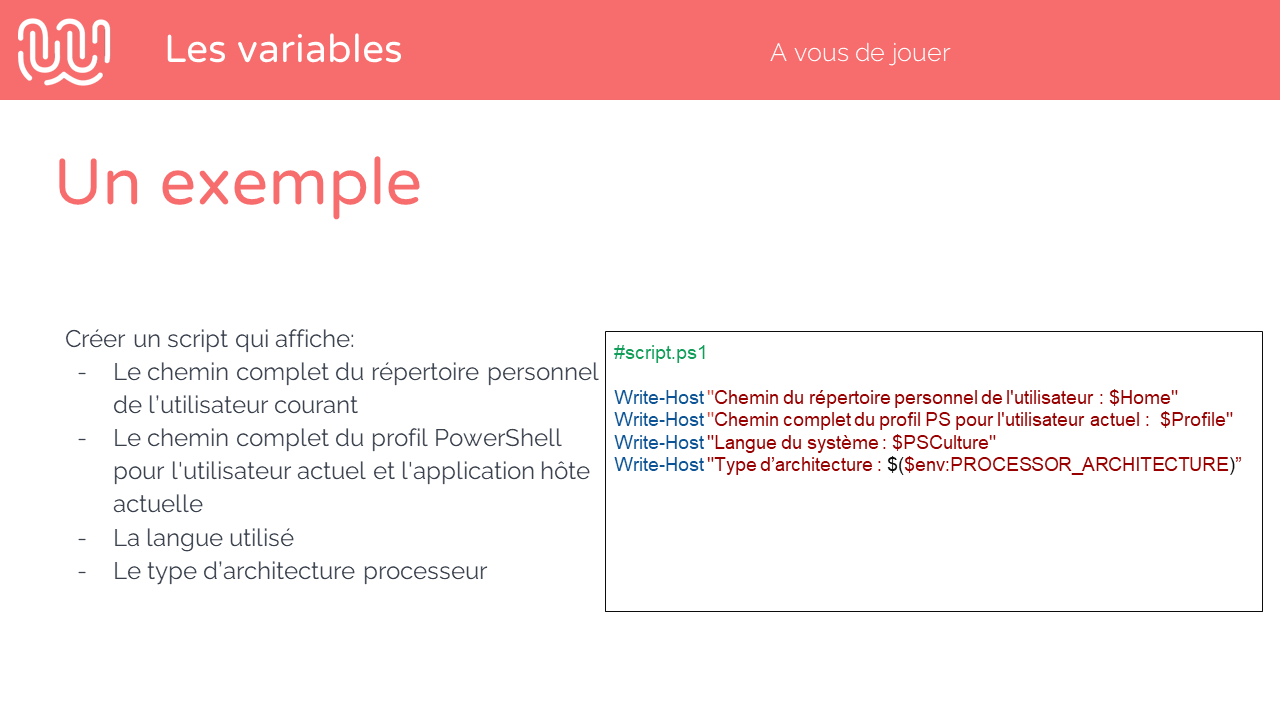 Les variables
A vous de jouer
Un exemple
Créer un script qui affiche:
- Le chemin complet du répertoire personnel
de l’utilisateur courant
- Le chemin complet du profil PowerShell
pour l'utilisateur actuel et l'application hôte
actuelle
- La langue utilisé
- Le type d’architecture processeur
#script.ps1
Write-Host "Chemin du répertoire personnel de l'utilisateur : $Home"
Write-Host "Chemin complet du profil PS pour l'utilisateur actuel :  $Profile"
Write-Host "Langue du système : $PSCulture"
Write-Host "Type d’architecture : $($env:PROCESSOR_ARCHITECTURE)”